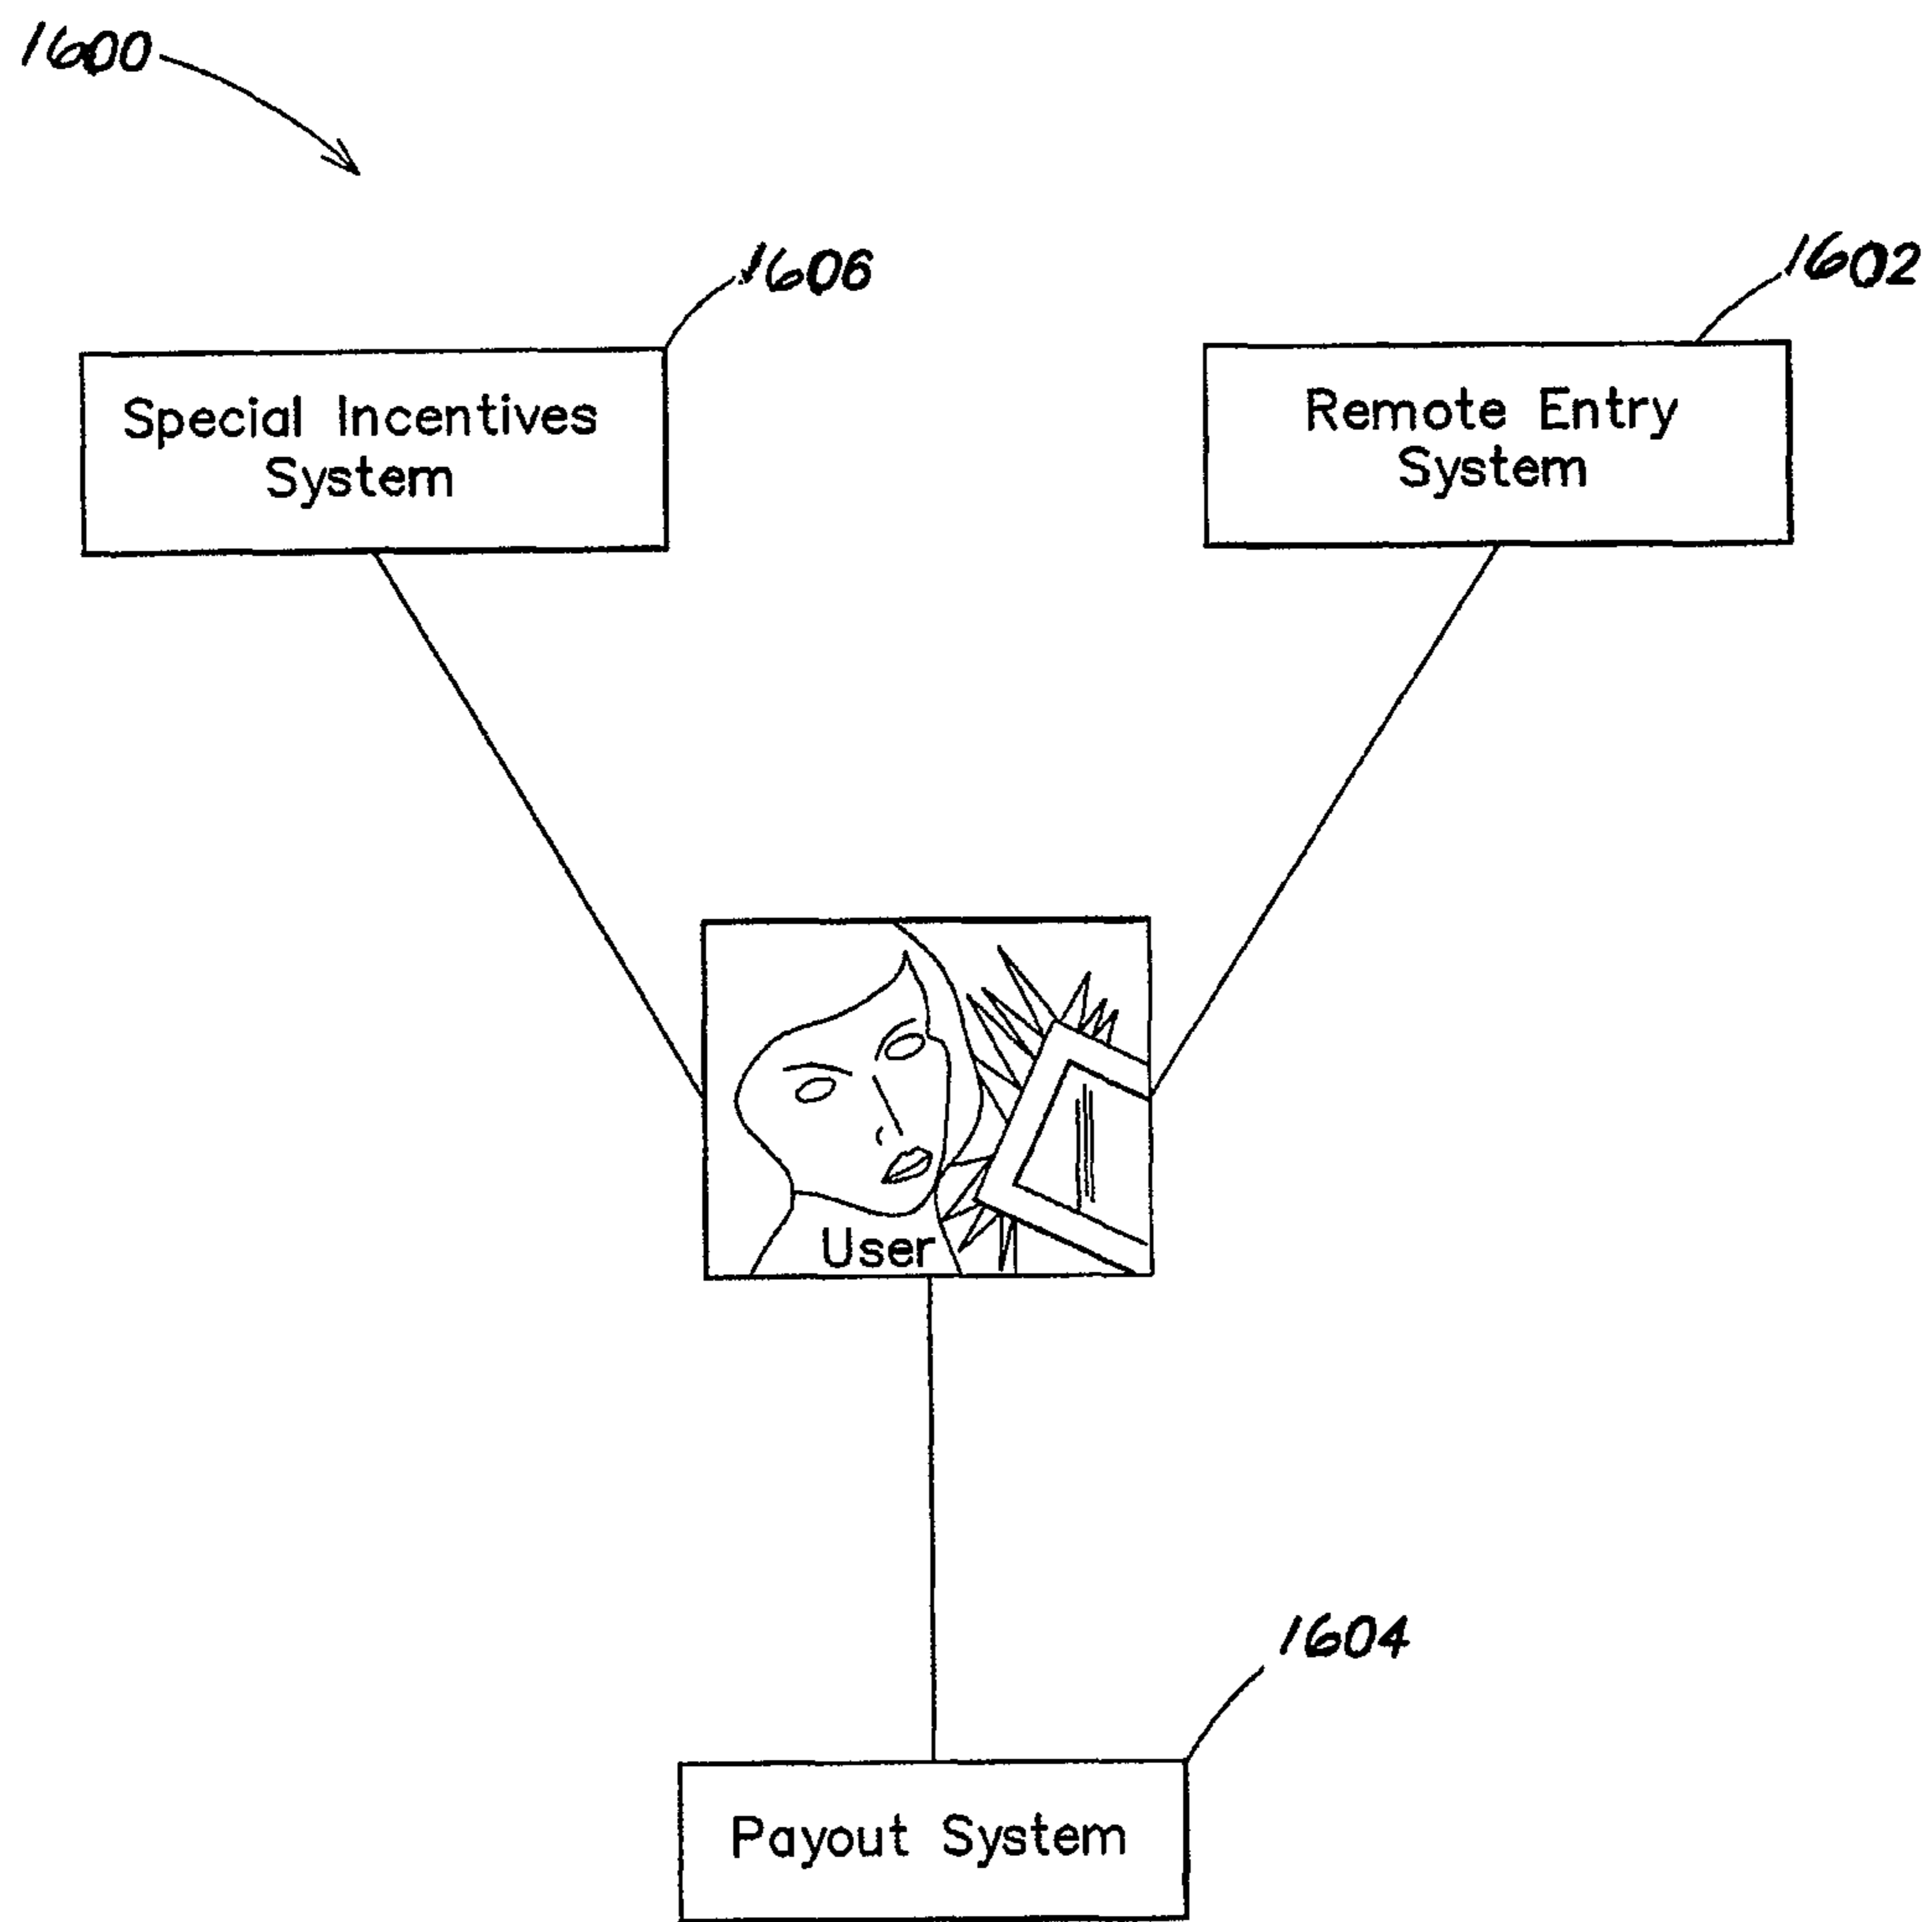 1600
1606
1602
Special Incentives
System
Remote Entry
System
User
1604
Payout System